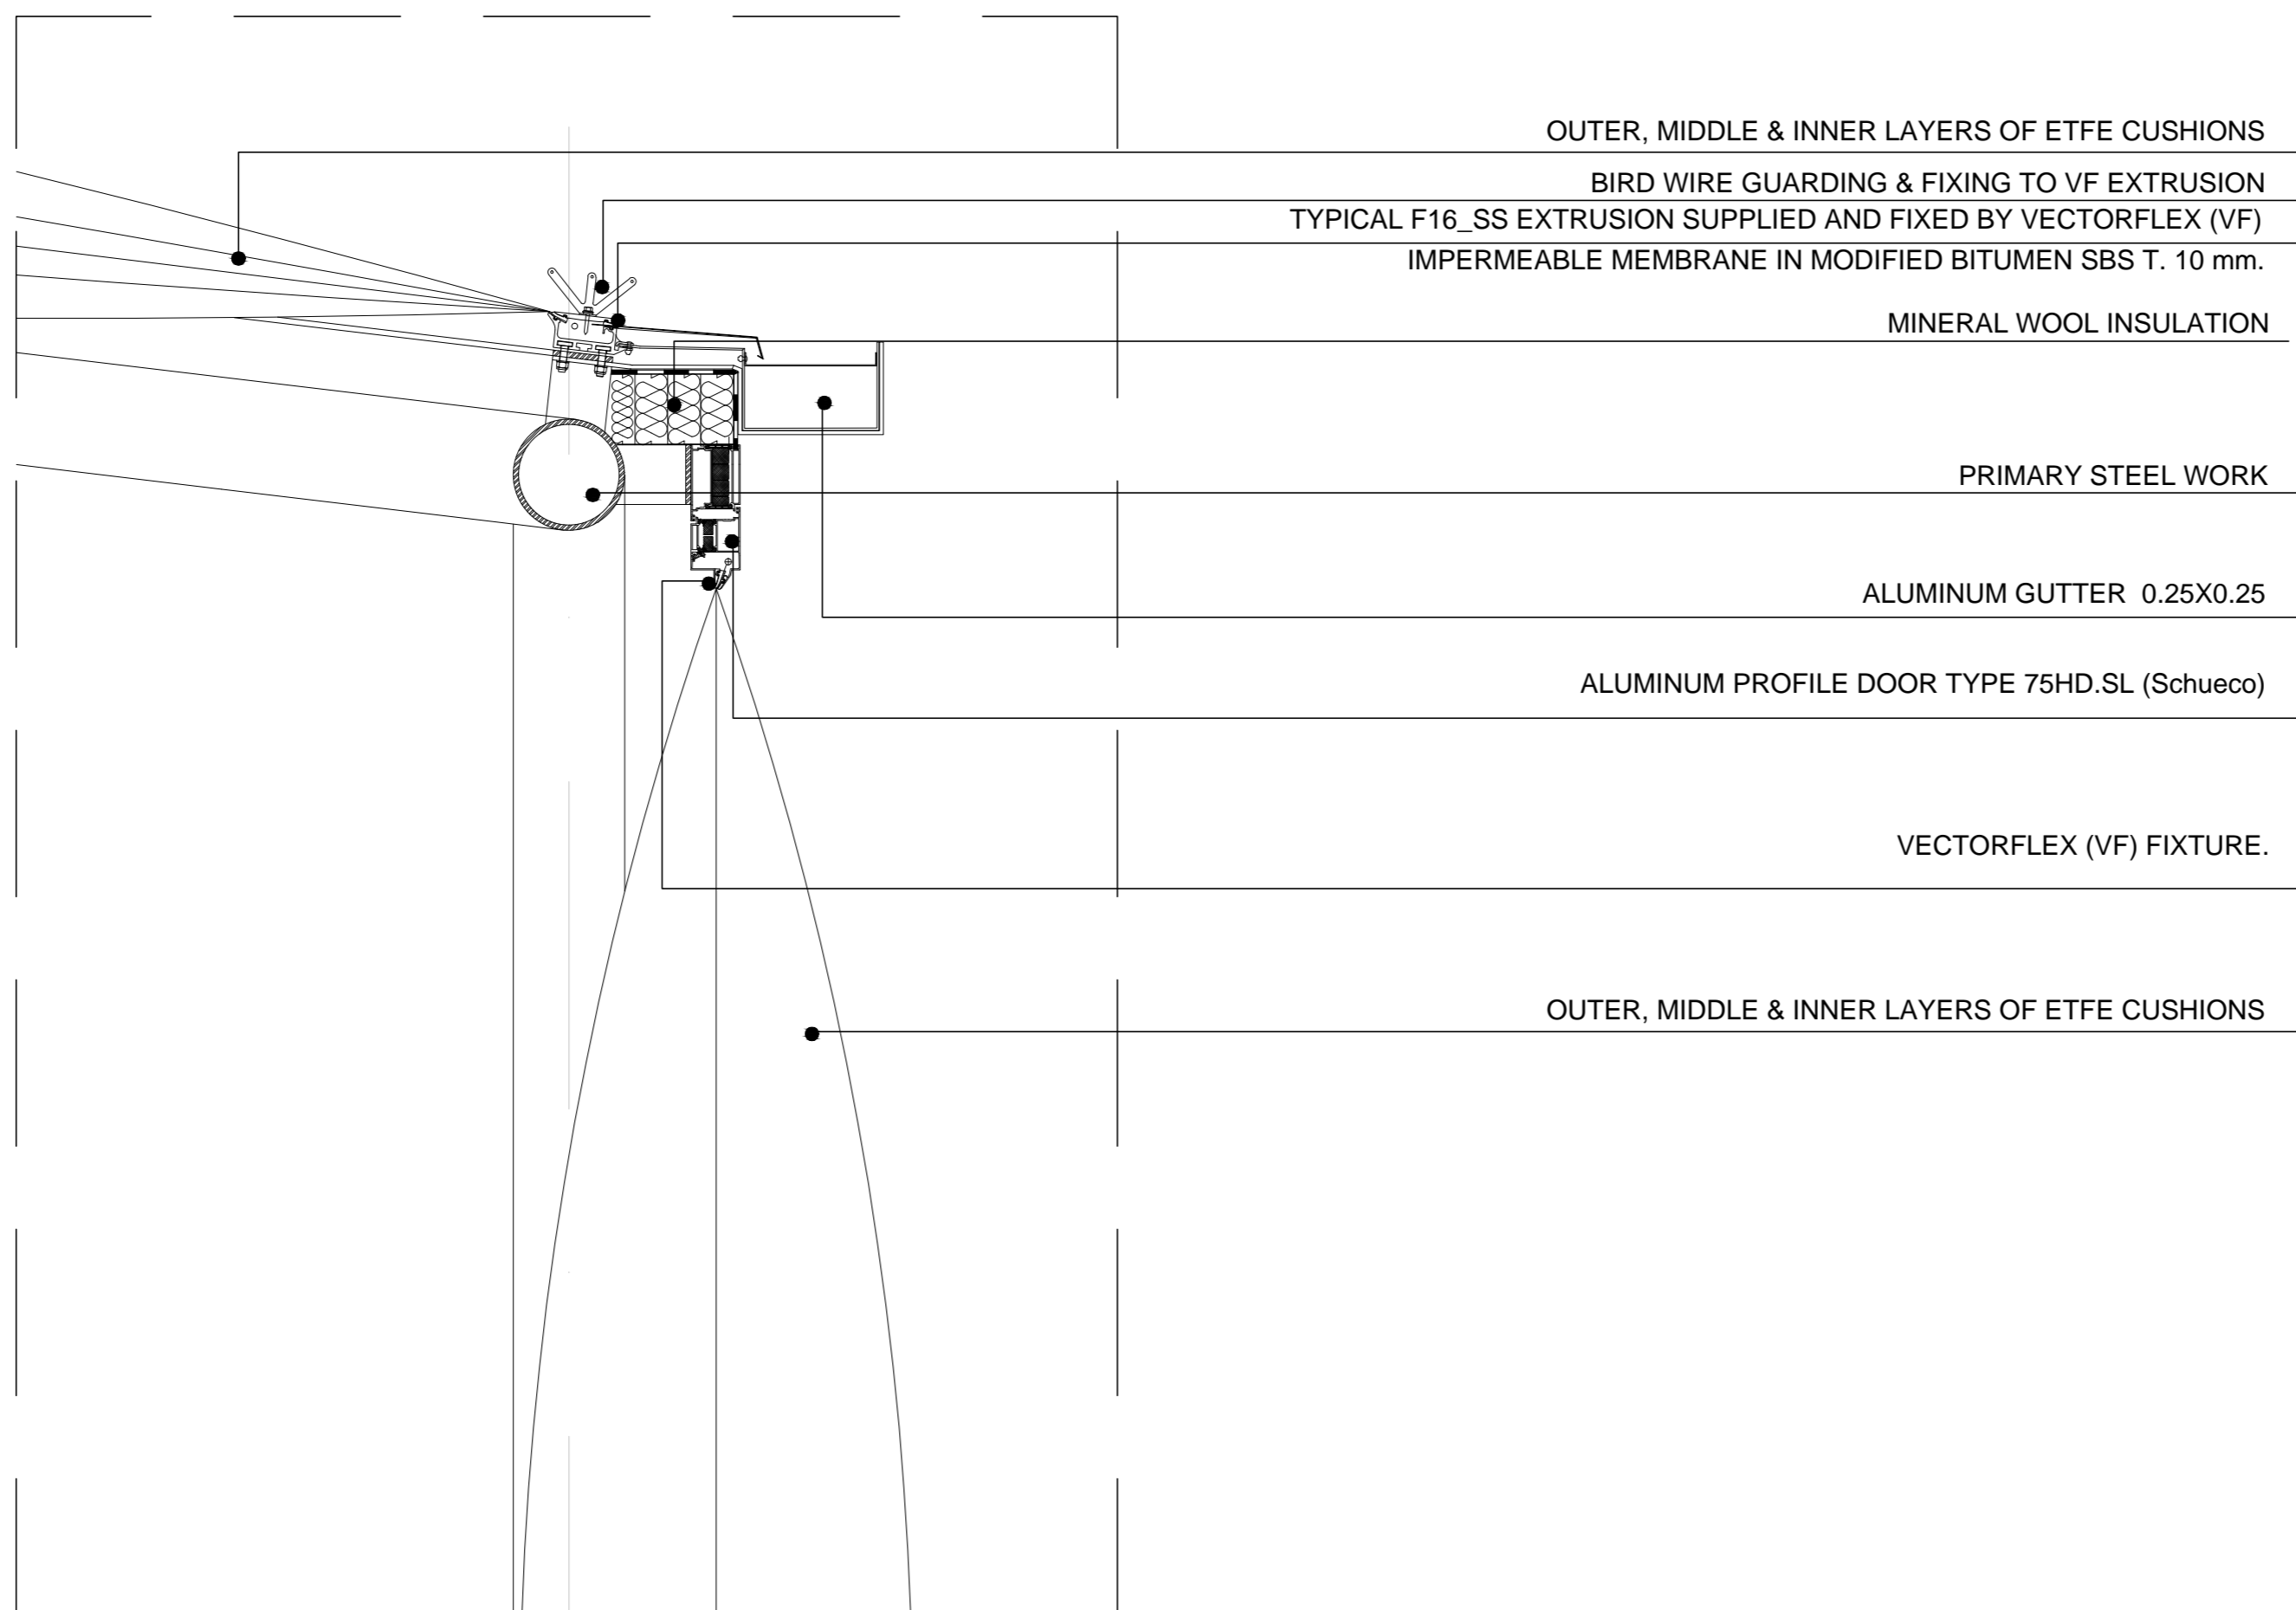 OUTER, MIDDLE & INNER LAYERS OF ETFE CUSHIONS
BIRD WIRE GUARDING & FIXING TO VF EXTRUSION
TYPICAL F16_SS EXTRUSION SUPPLIED AND FIXED BY VECTORFLEX (VF)
IMPERMEABLE MEMBRANE IN MODIFIED BITUMEN SBS T. 10 mm.
MINERAL WOOL INSULATION
PRIMARY STEEL WORK
ALUMINUM GUTTER 0.25X0.25
ALUMINUM PROFILE DOOR TYPE 75HD.SL (Schueco)
VECTORFLEX (VF) FIXTURE.
OUTER, MIDDLE & INNER LAYERS OF ETFE CUSHIONS